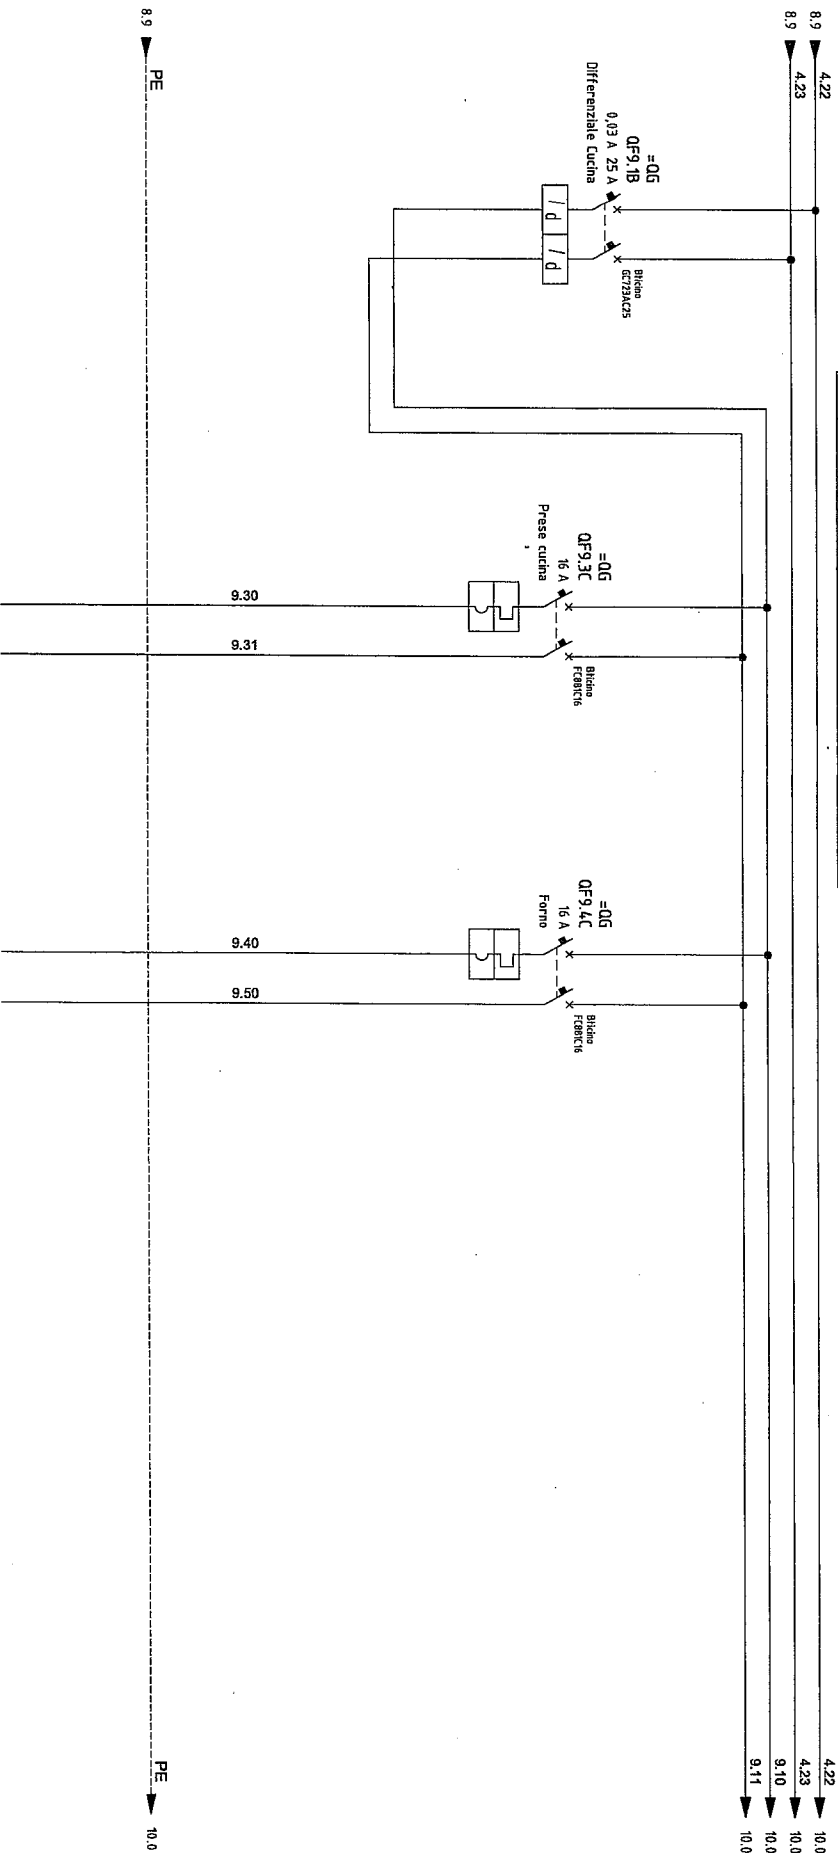 8.9
4.22
8.9
4.23
=QG
QF9.1B
0,03 A 25 A
Differenziale Cucina
Bticino
GC723AC25
I d
I d
=QG
QF9.3C
16 A
Prese cucina
Bticino
FC881C16
9.30
9.31
=QG
QF9.4C
16 A
Forno
Bticino
FC881C16
9.40
9.50
8.9
PE
4.22
10.0
4.23
10.0
9.10
10.0
9.11
10.0
PE
10.0